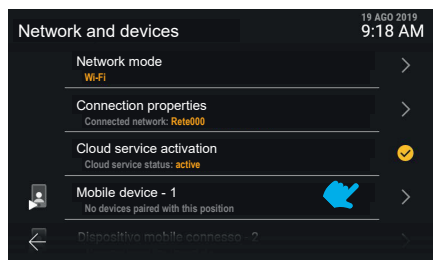 19 AGO 2019
Network and devices 9:18 AM
Network mode
Wi-Fi
Connection properties
Connected network: Rete000
Cloud service activation
Cloud service status: active
Mobile device - 1
No devices paired with this position
Dispositivo mobile connesso - 2